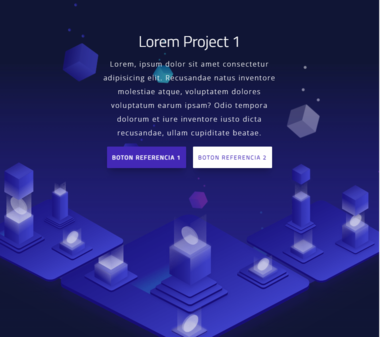 Lorem Project 1
Lorem, ipsum dolor sit amet consectetur
adipisicing elit. Recusandae natus inventore
molestiae atque, voluptatem dolores
voluptatum earum ipsam? Odio tempora
dolorum et iure inventore iusto dicta
recusandae, ullam cupiditate beatae.
BOTON REFERENCIA 1
BOTON REFERENCIA 2